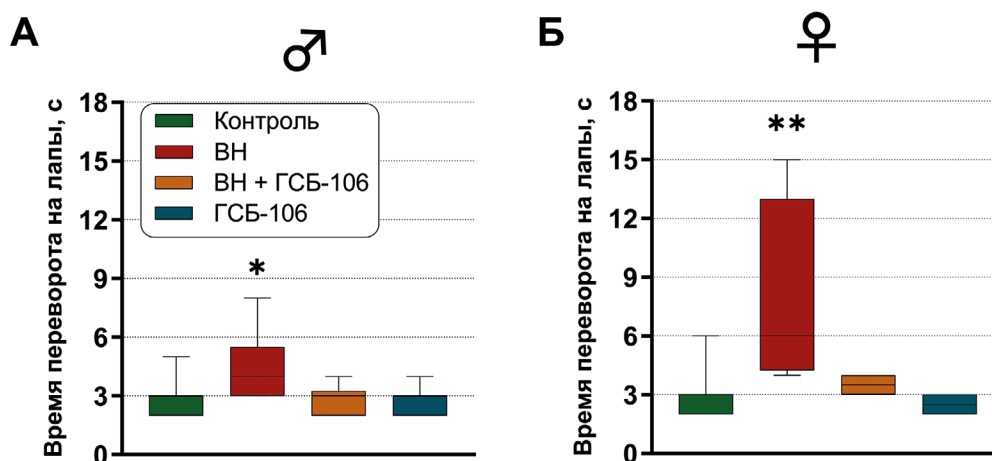 А
♂
Время переворота на лапы, с
18
15
12
9
6
3
0
Контроль
ВН
ВН + ГСБ-106
ГСБ-106
*
Б
♀
Время переворота на лапы, с
18
15
12
9
6
3
0
**